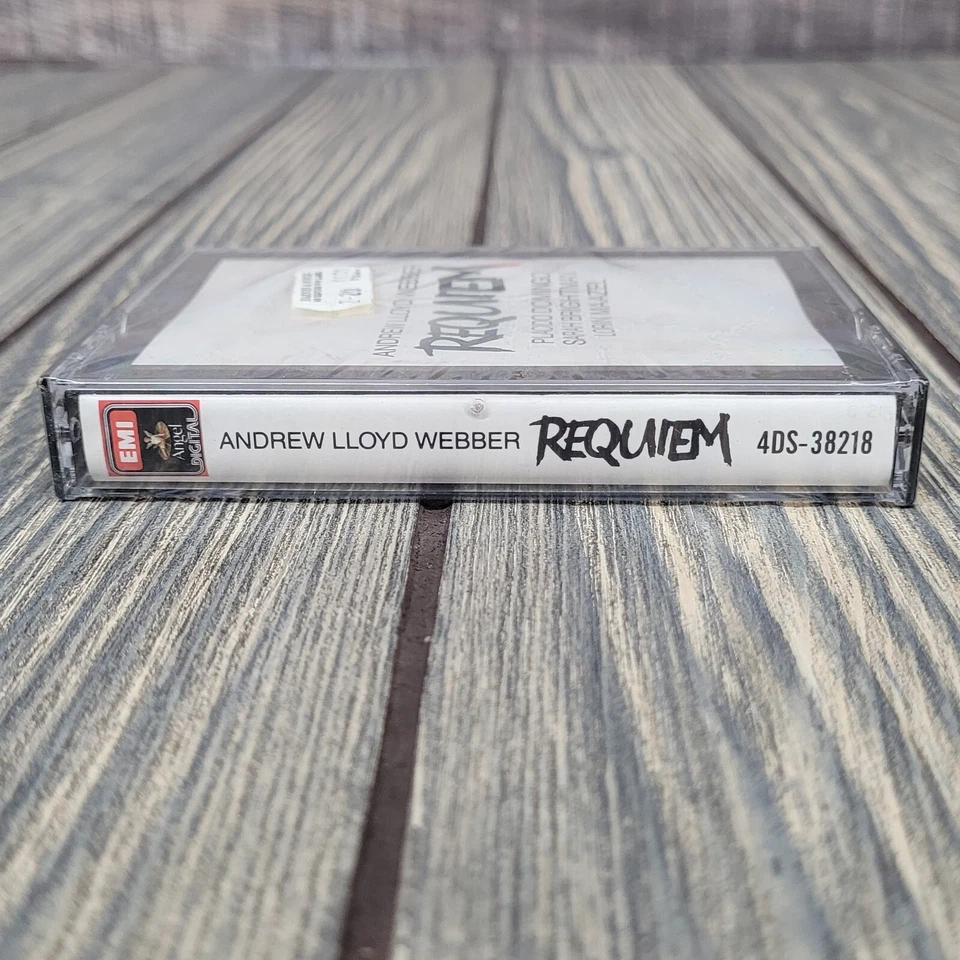 ANDREW LLOYD WEBBER
REQUIEM
PLACIDO DOMINGO
SARAH BRIGHTMAN
LORIN MAAZEL
EMI
Angel
DIGITAL
ANDREW LLOYD WEBBER REQUIEM 4DS-38218